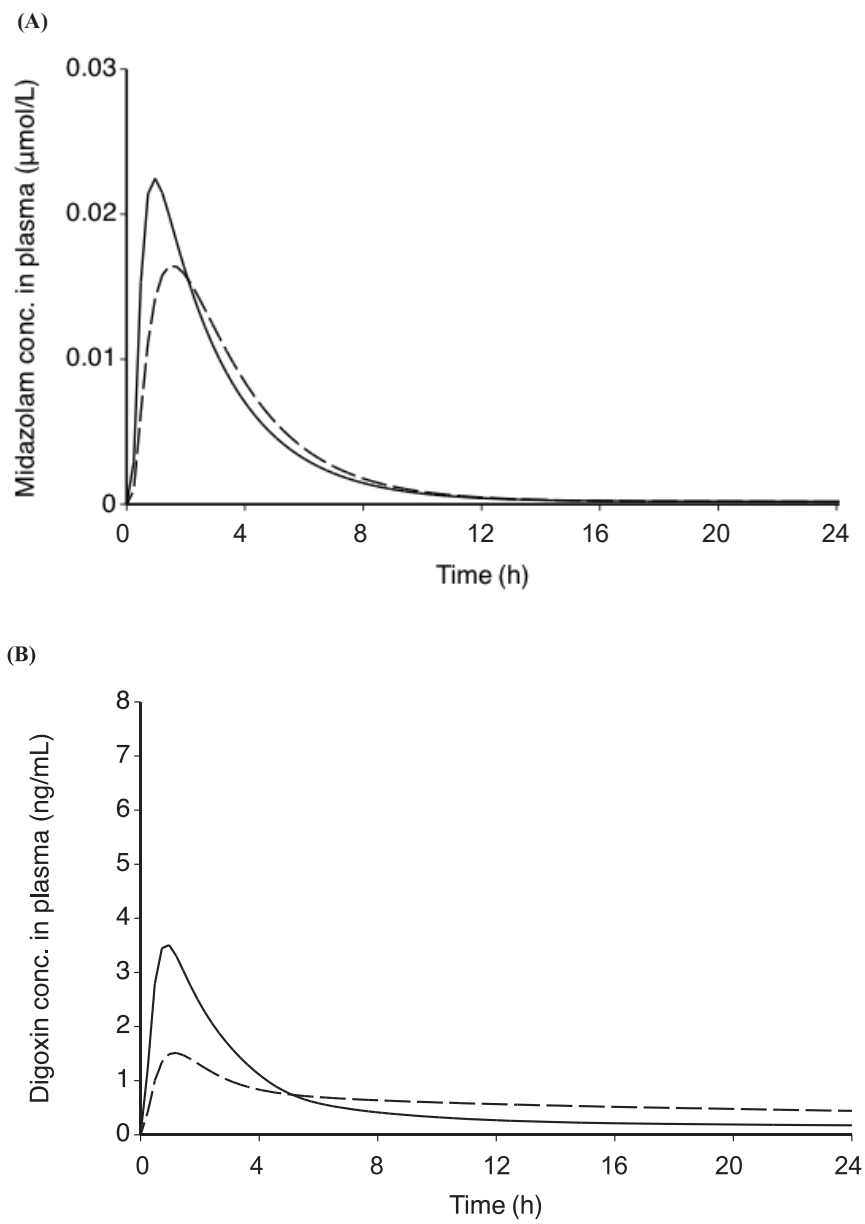 (A)
Midazolam conc. in plasma (µmol/L)
0.03
0.02
0.01
0
0 4 8 12 16 20 24
Time (h)
(B)
Digoxin conc. in plasma (ng/mL)
8
7
6
5
4
3
2
1
0
0 4 8 12 16 20 24
Time (h)